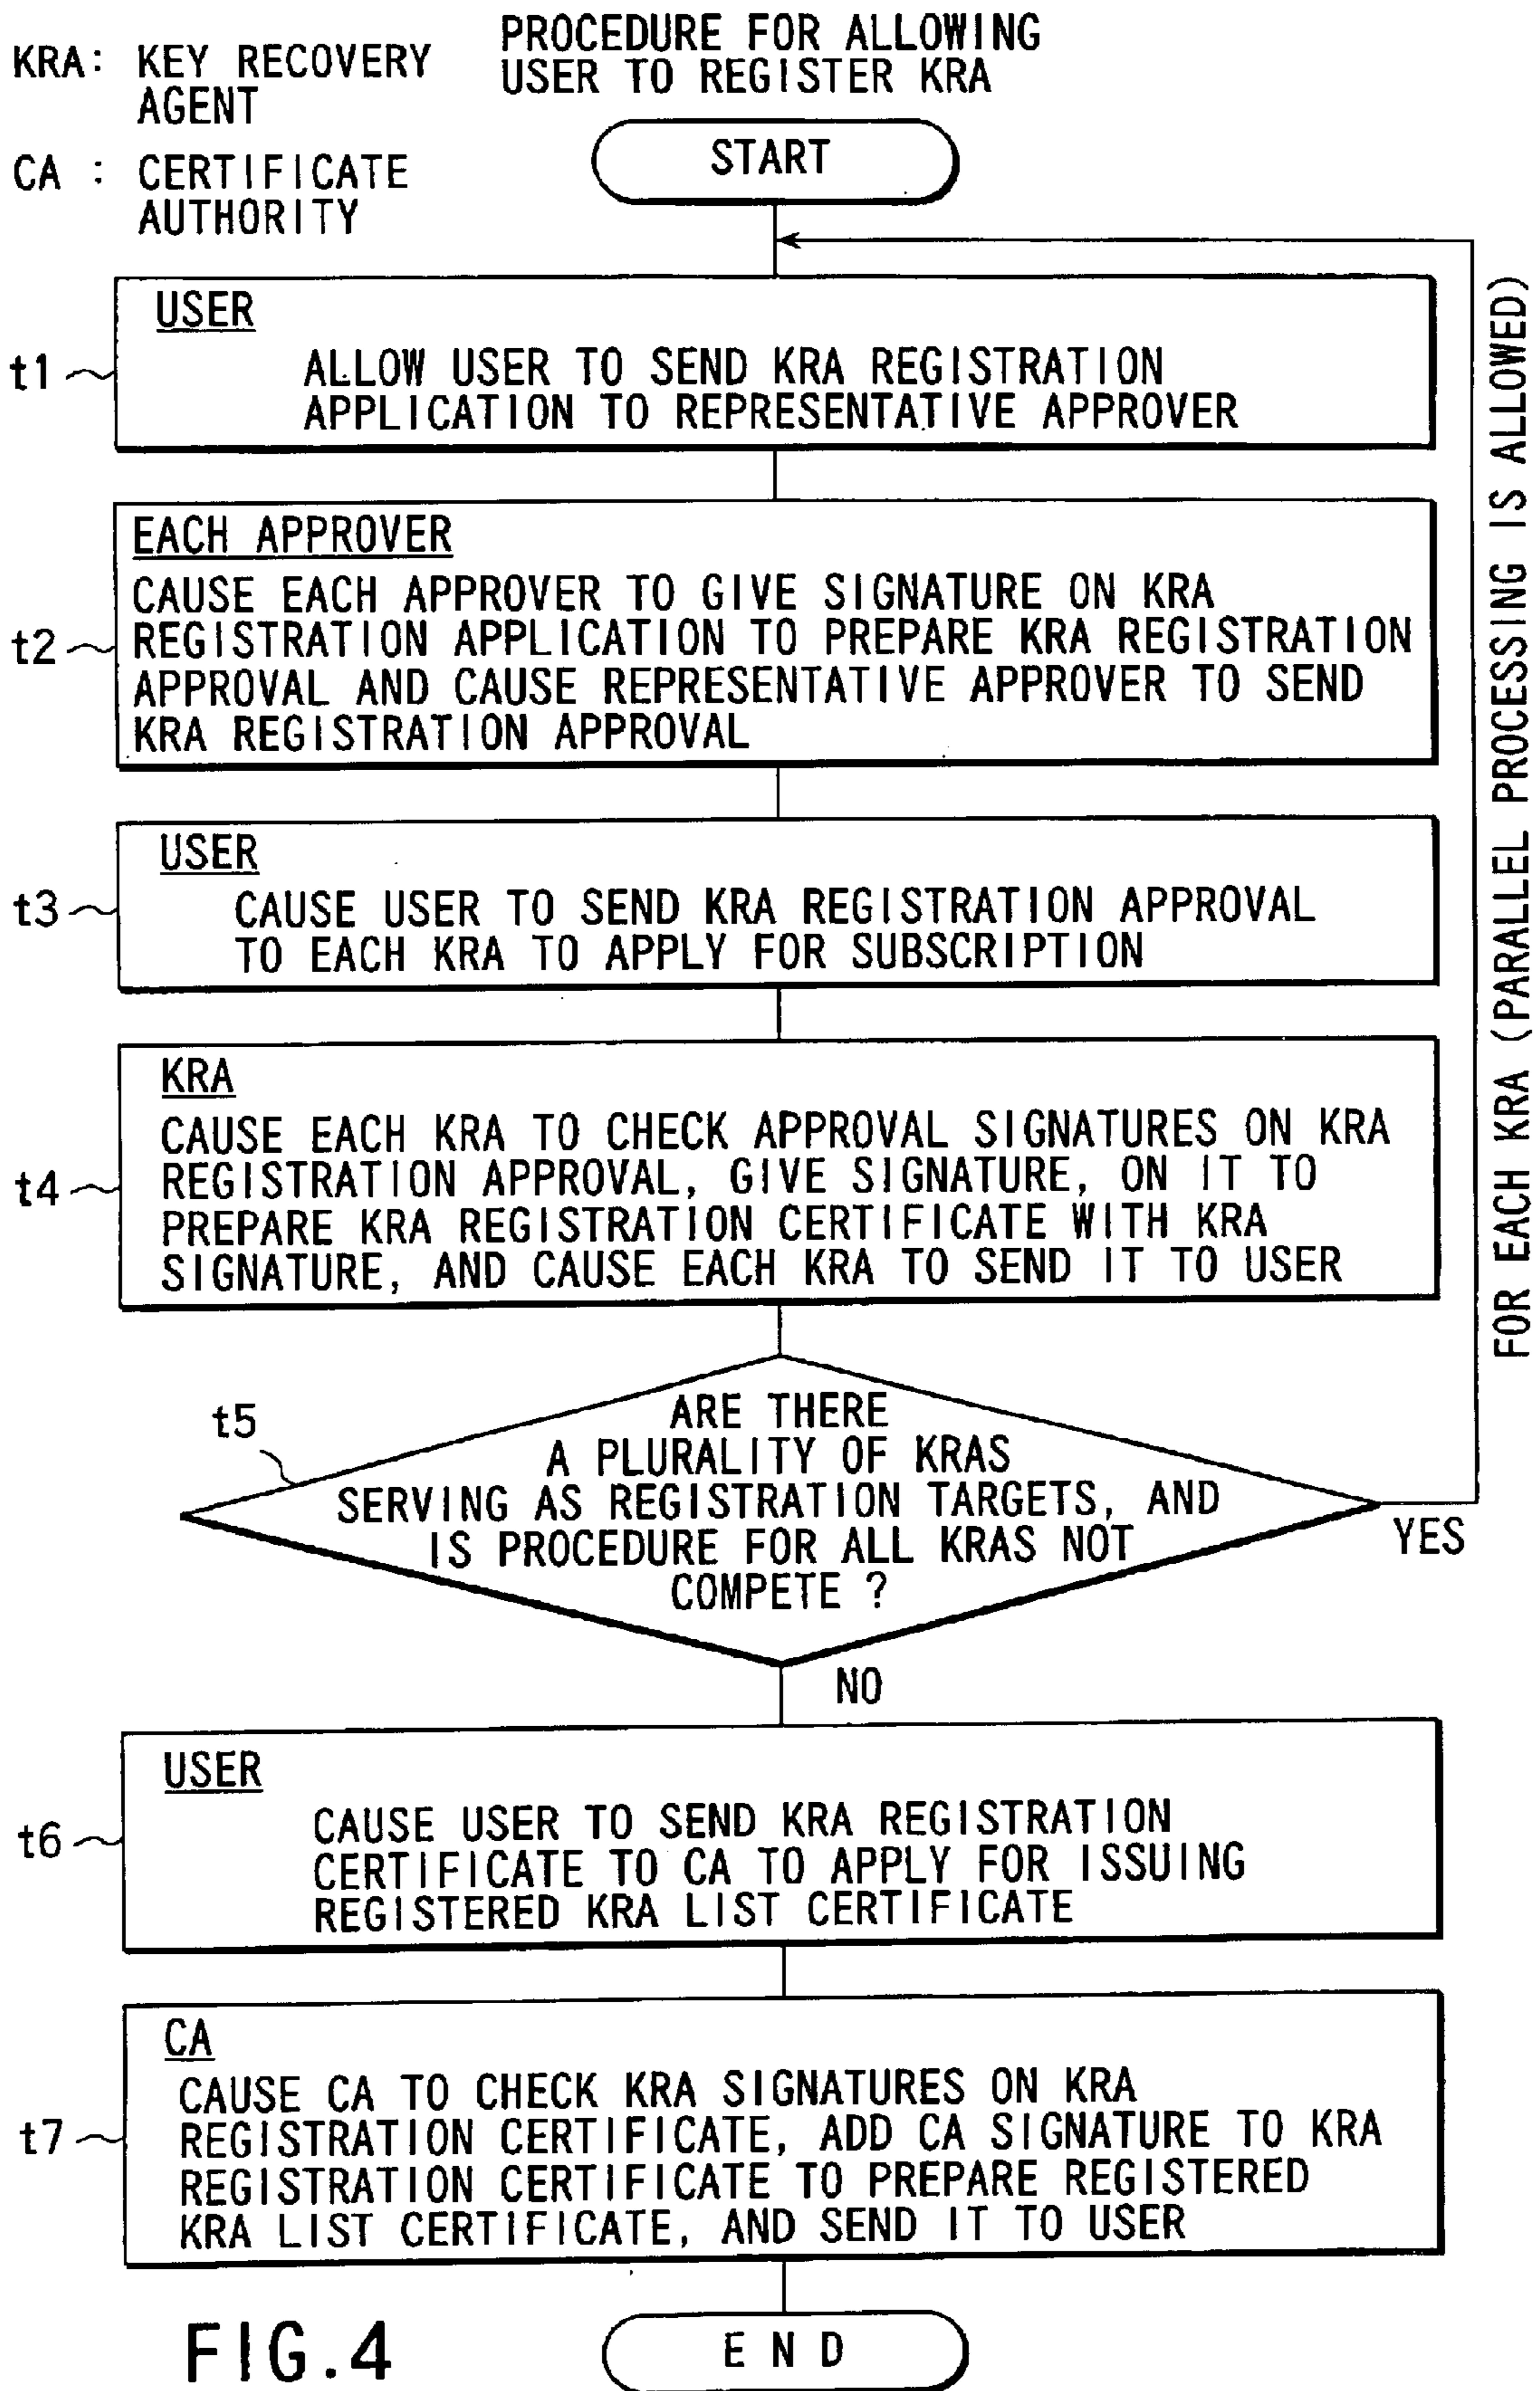 PROCEDURE FOR ALLOWING
USER TO REGISTER KRA
KRA: KEY RECOVERY
AGENT
CA : CERTIFICATE
AUTHORITY
START
t1
USER
ALLOW USER TO SEND KRA REGISTRATION
APPLICATION TO REPRESENTATIVE APPROVER
t2
EACH APPROVER
CAUSE EACH APPROVER TO GIVE SIGNATURE ON KRA
REGISTRATION APPLICATION TO PREPARE KRA REGISTRATION
APPROVAL AND CAUSE REPRESENTATIVE APPROVER TO SEND
KRA REGISTRATION APPROVAL
t3
USER
CAUSE USER TO SEND KRA REGISTRATION APPROVAL
TO EACH KRA TO APPLY FOR SUBSCRIPTION
t4
KRA
CAUSE EACH KRA TO CHECK APPROVAL SIGNATURES ON KRA
REGISTRATION APPROVAL, GIVE SIGNATURE, ON IT TO
PREPARE KRA REGISTRATION CERTIFICATE WITH KRA
SIGNATURE, AND CAUSE EACH KRA TO SEND IT TO USER
t5
ARE THERE
A PLURALITY OF KRAS
SERVING AS REGISTRATION TARGETS, AND
IS PROCEDURE FOR ALL KRAS NOT
COMPETE ?
YES
FOR EACH KRA (PARALLEL PROCESSING IS ALLOWED)
NO
t6
USER
CAUSE USER TO SEND KRA REGISTRATION
CERTIFICATE TO CA TO APPLY FOR ISSUING
REGISTERED KRA LIST CERTIFICATE
t7
CA
CAUSE CA TO CHECK KRA SIGNATURES ON KRA
REGISTRATION CERTIFICATE, ADD CA SIGNATURE TO KRA
REGISTRATION CERTIFICATE TO PREPARE REGISTERED
KRA LIST CERTIFICATE, AND SEND IT TO USER
END
FIG.4